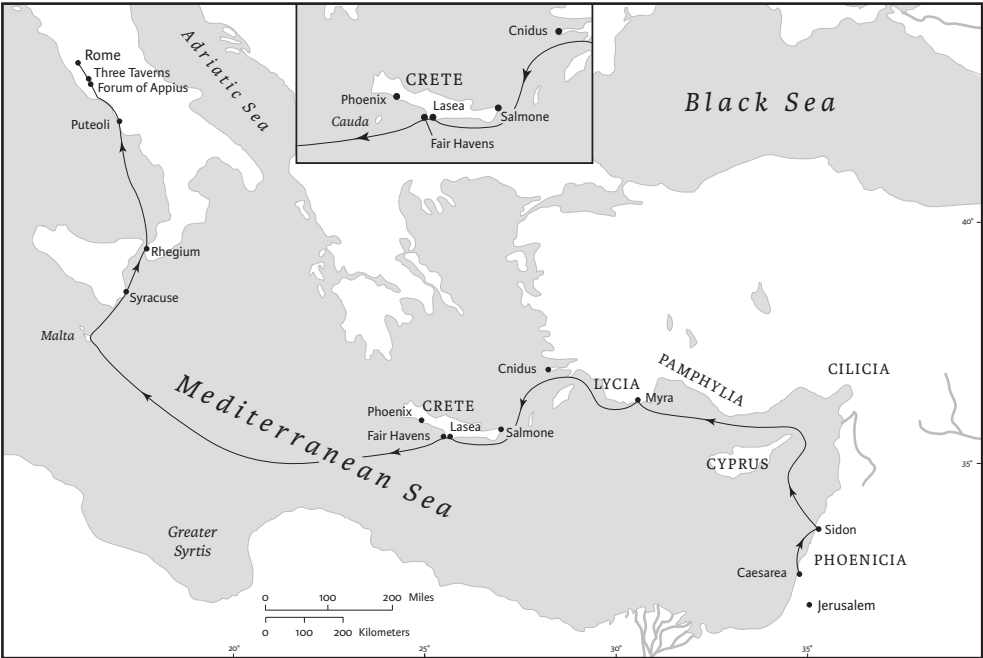 Rome
Three Taverns
Forum of Appius
Puteoli
Adriatic Sea
Rhegium
Syracuse
Malta
Cnidus
CRETE
Phoenix
Lasea
Cauda
Salmone
Fair Havens
Black Sea
40°
Mediterranean Sea
Cnidus
LYCIA
Myra
PAMPHYLIA
CILICIA
Phoenix
CRETE
Lasea
Fair Havens
Salmone
CYPRUS
35°
Greater
Syrtis
Sidon
PHOENICIA
Caesarea
Jerusalem
0 100 200 Miles
0 100 200 Kilometers
20°
25°
30°
35°